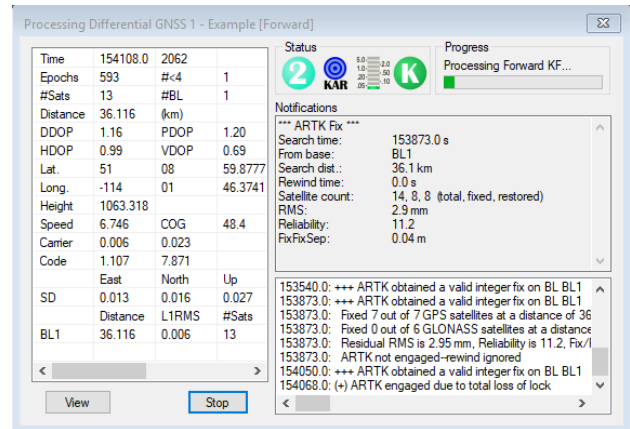 Processing Differential GNSS 1 - Example [Forward]
Time 154108.0 2062
Epochs 593 #<4 1
#Sats 13 #BL 1
Distance 36.116 (km)
DDOP 1.16 PDOP 1.20
HDOP 0.99 VDOP 0.69
Lat. 51 08 59.8777
Long. -114 01 46.3741
Height 1063.318
Speed 6.746 COG 48.4
Carrier 0.006 0.023
Code 1.107 7.871
East North Up
SD 0.013 0.016 0.027
Distance L1RMS #Sats
BL1 36.116 0.006 13
View
Stop
Status
2
KAR
5.0 2.0
1.0 .50
.20 .10
.05
K
Progress
Processing Forward KF...
Notifications
*** ARTK Fix ***
Search time: 153873.0 s
From base: BL1
Search dist.: 36.1 km
Rewind time: 0.0 s
Satellite count: 14, 8, 8 (total, fixed, restored)
RMS: 2.9 mm
Reliability: 11.2
FixFixSep: 0.04 m
153540.0: +++ ARTK obtained a valid integer fix on BL BL1
153873.0: +++ ARTK obtained a valid integer fix on BL BL1
153873.0: Fixed 7 out of 7 GPS satellites at a distance of 36
153873.0: Fixed 0 out of 6 GLONASS satellites at a distance
153873.0: Residual RMS is 2.95 mm, Reliability is 11.2, Fix/
153873.0: ARTK not engaged--rewind ignored
154050.0: +++ ARTK obtained a valid integer fix on BL BL1
154068.0: (+) ARTK engaged due to total loss of lock